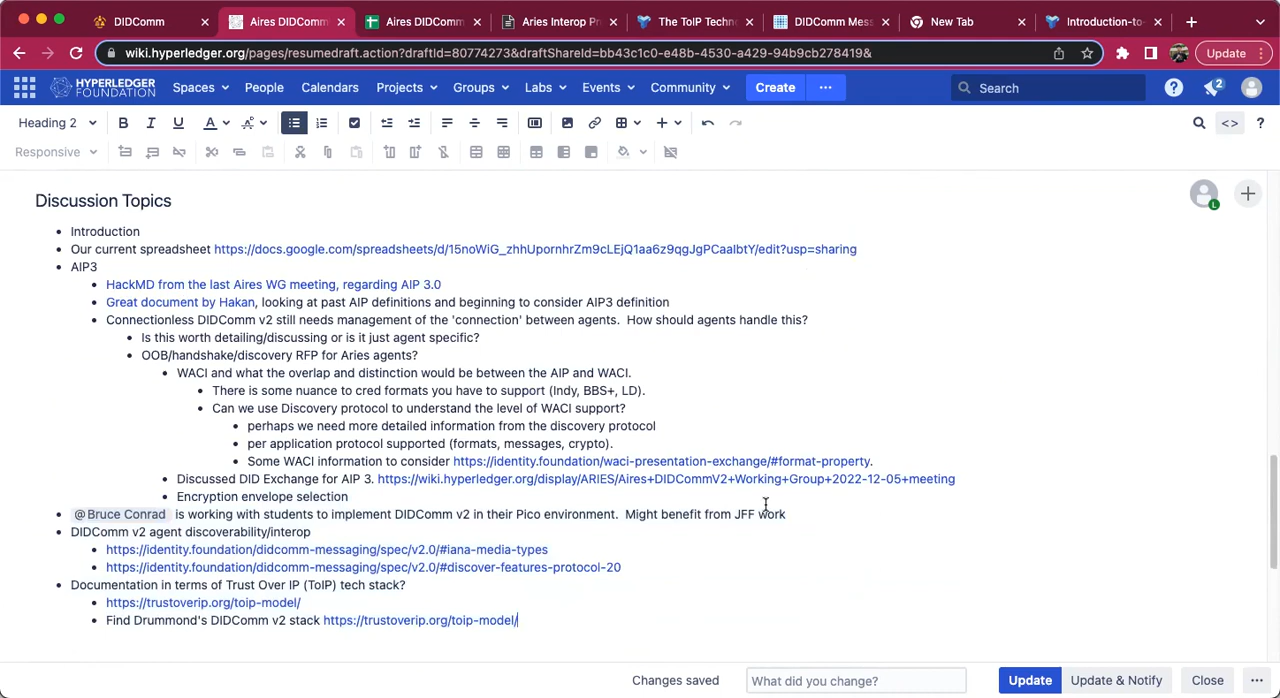 DIDComm
Aires DIDComm
Aires DIDComm
Aries Interop Pr
The ToIP Techn
DIDComm Mes
New Tab
Introduction-to-
wiki.hyperledger.org/pages/resumedraft.action?draftId=80774273&draftShareId=bb43c1c0-e48b-4530-a429-94b9cb278419&
Update
HYPERLEDGER
FOUNDATION
Spaces
People
Calendars
Projects
Groups
Labs
Events
Community
Create
Search
2
Heading 2
Responsive
Discussion Topics
Introduction
Our current spreadsheet https://docs.google.com/spreadsheets/d/15noWiG_zhhUpornhrZm9cLEjQ1aa6z9qgJgPCaaIbtY/edit?usp=sharing
AIP3
HackMD from the last Aires WG meeting, regarding AIP 3.0
Great document by Hakan, looking at past AIP definitions and beginning to consider AIP3 definition
Connectionless DIDComm v2 still needs management of the 'connection' between agents. How should agents handle this?
Is this worth detailing/discussing or is it just agent specific?
OOB/handshake/discovery RFP for Aries agents?
WACI and what the overlap and distinction would be between the AIP and WACI.
There is some nuance to cred formats you have to support (Indy, BBS+, LD).
Can we use Discovery protocol to understand the level of WACI support?
perhaps we need more detailed information from the discovery protocol
per application protocol supported (formats, messages, crypto).
Some WACI information to consider https://identity.foundation/waci-presentation-exchange/#format-property.
Discussed DID Exchange for AIP 3. https://wiki.hyperledger.org/display/ARIES/Aires+DIDCommV2+Working+Group+2022-12-05+meeting
Encryption envelope selection
@Bruce Conrad is working with students to implement DIDComm v2 in their Pico environment. Might benefit from JFF work
DIDComm v2 agent discoverability/interop
https://identity.foundation/didcomm-messaging/spec/v2.0/#iana-media-types
https://identity.foundation/didcomm-messaging/spec/v2.0/#discover-features-protocol-20
Documentation in terms of Trust Over IP (ToIP) tech stack?
https://trustoverip.org/toip-model/
Find Drummond's DIDComm v2 stack https://trustoverip.org/toip-model/
L
Changes saved
What did you change?
Update
Update & Notify
Close